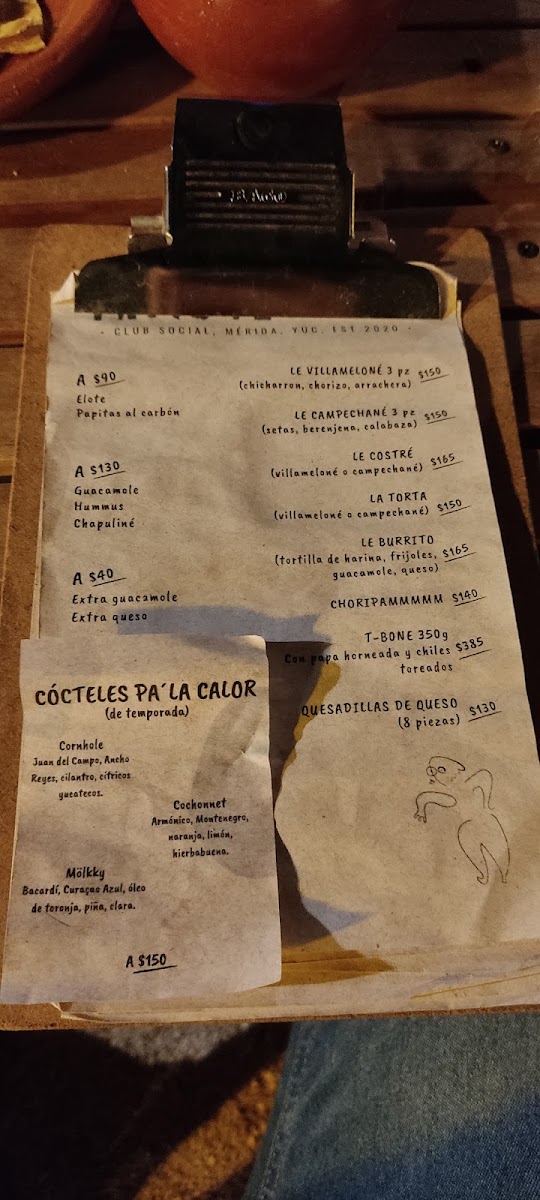 - CLUB SOCIAL, MÉRIDA, YUC. EST 2020 -
A $90
Elote
Papitas al carbón
A $130
Guacamole
Hummus
Chapuliné
A $40
Extra guacamole
Extra queso
LE VILLAMELONÉ 3 pz $150
(chicharron, chorizo, arrachera)
LE CAMPECHANÉ 3 pz $150
(setas, berenjena, calabaza)
LE COSTRÉ
(villameloné o campechané) $165
LA TORTA
(villameloné o campechané) $150
LE BURRITO
(tortilla de harina, frijoles, $165
guacamole, queso)
CHORIPAMMMMM $140
T-BONE 350g
Con papa horneada y chiles $385
toreados
QUESADILLAS DE QUESO $130
(8 piezas)
CÓCTELES PA´LA CALOR
(de temporada)
Cornhole
Juan del Campo, Ancho
Reyes, cilantro, cítricos
yucatecos.
Cochonnet
Armónico, Montenegro,
naranja, limón,
hierbabuena.
Mölkky
Bacardí, Curaçao Azul, óleo
de toronja, piña, clara.
A $150